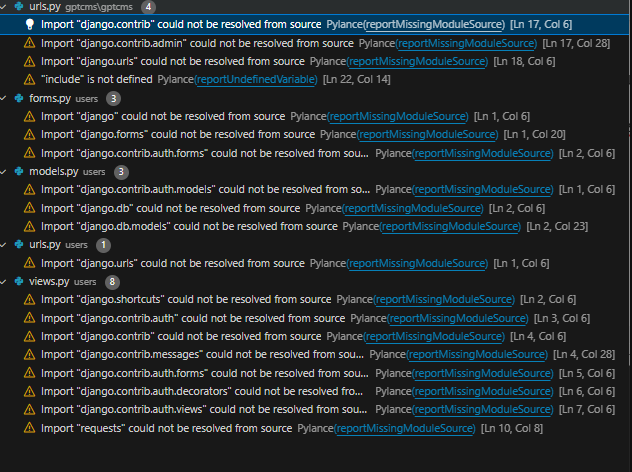 urls.py gptcms\gptcms 4
Import "django.contrib" could not be resolved from source Pylance(reportMissingModuleSource) [Ln 17, Col 6]
Import "django.contrib.admin" could not be resolved from source Pylance(reportMissingModuleSource) [Ln 17, Col 28]
Import "django.urls" could not be resolved from source Pylance(reportMissingModuleSource) [Ln 18, Col 6]
"include" is not defined Pylance(reportUndefinedVariable) [Ln 22, Col 14]
forms.py users 3
Import "django" could not be resolved from source Pylance(reportMissingModuleSource) [Ln 1, Col 6]
Import "django.forms" could not be resolved from source Pylance(reportMissingModuleSource) [Ln 1, Col 20]
Import "django.contrib.auth.forms" could not be resolved from sou... Pylance(reportMissingModuleSource) [Ln 2, Col 6]
models.py users 3
Import "django.contrib.auth.models" could not be resolved from so... Pylance(reportMissingModuleSource) [Ln 1, Col 6]
Import "django.db" could not be resolved from source Pylance(reportMissingModuleSource) [Ln 2, Col 6]
Import "django.db.models" could not be resolved from source Pylance(reportMissingModuleSource) [Ln 2, Col 23]
urls.py users 1
Import "django.urls" could not be resolved from source Pylance(reportMissingModuleSource) [Ln 1, Col 6]
views.py users 8
Import "django.shortcuts" could not be resolved from source Pylance(reportMissingModuleSource) [Ln 2, Col 6]
Import "django.contrib.auth" could not be resolved from source Pylance(reportMissingModuleSource) [Ln 3, Col 6]
Import "django.contrib" could not be resolved from source Pylance(reportMissingModuleSource) [Ln 4, Col 6]
Import "django.contrib.messages" could not be resolved from sou... Pylance(reportMissingModuleSource) [Ln 4, Col 28]
Import "django.contrib.auth.forms" could not be resolved from sou... Pylance(reportMissingModuleSource) [Ln 5, Col 6]
Import "django.contrib.auth.decorators" could not be resolved fro... Pylance(reportMissingModuleSource) [Ln 6, Col 6]
Import "django.contrib.auth.views" could not be resolved from sou... Pylance(reportMissingModuleSource) [Ln 7, Col 6]
Import "requests" could not be resolved from source Pylance(reportMissingModuleSource) [Ln 10, Col 8]